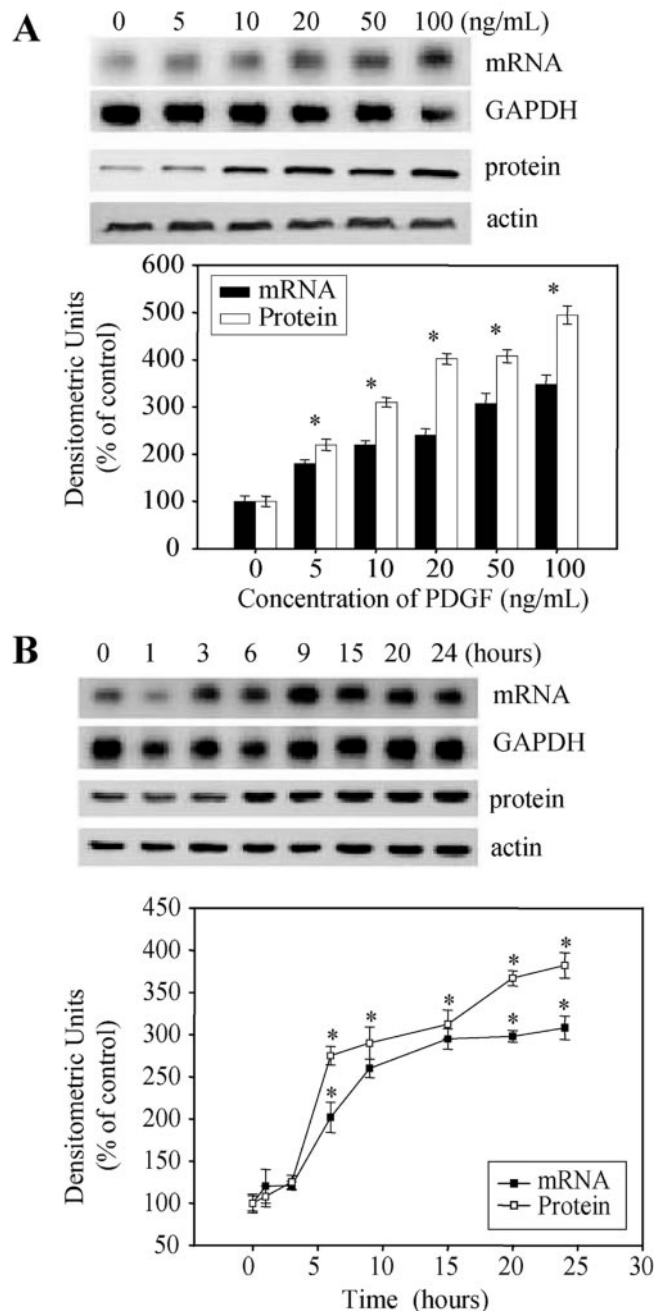 A
0 5 10 20 50 100 (ng/mL)
mRNA
GAPDH
protein
actin
Densitometric Units
(% of control)
600
500
400
300
200
100
0
mRNA
Protein
* * * * *
0 5 10 20 50 100
Concentration of PDGF (ng/mL)
B
0 1 3 6 9 15 20 24 (hours)
mRNA
GAPDH
protein
actin
Densitometric Units
(% of control)
450
400
350
300
250
200
150
100
50
* * * * *
* * *
mRNA
Protein
0 5 10 15 20 25 30
Time (hours)